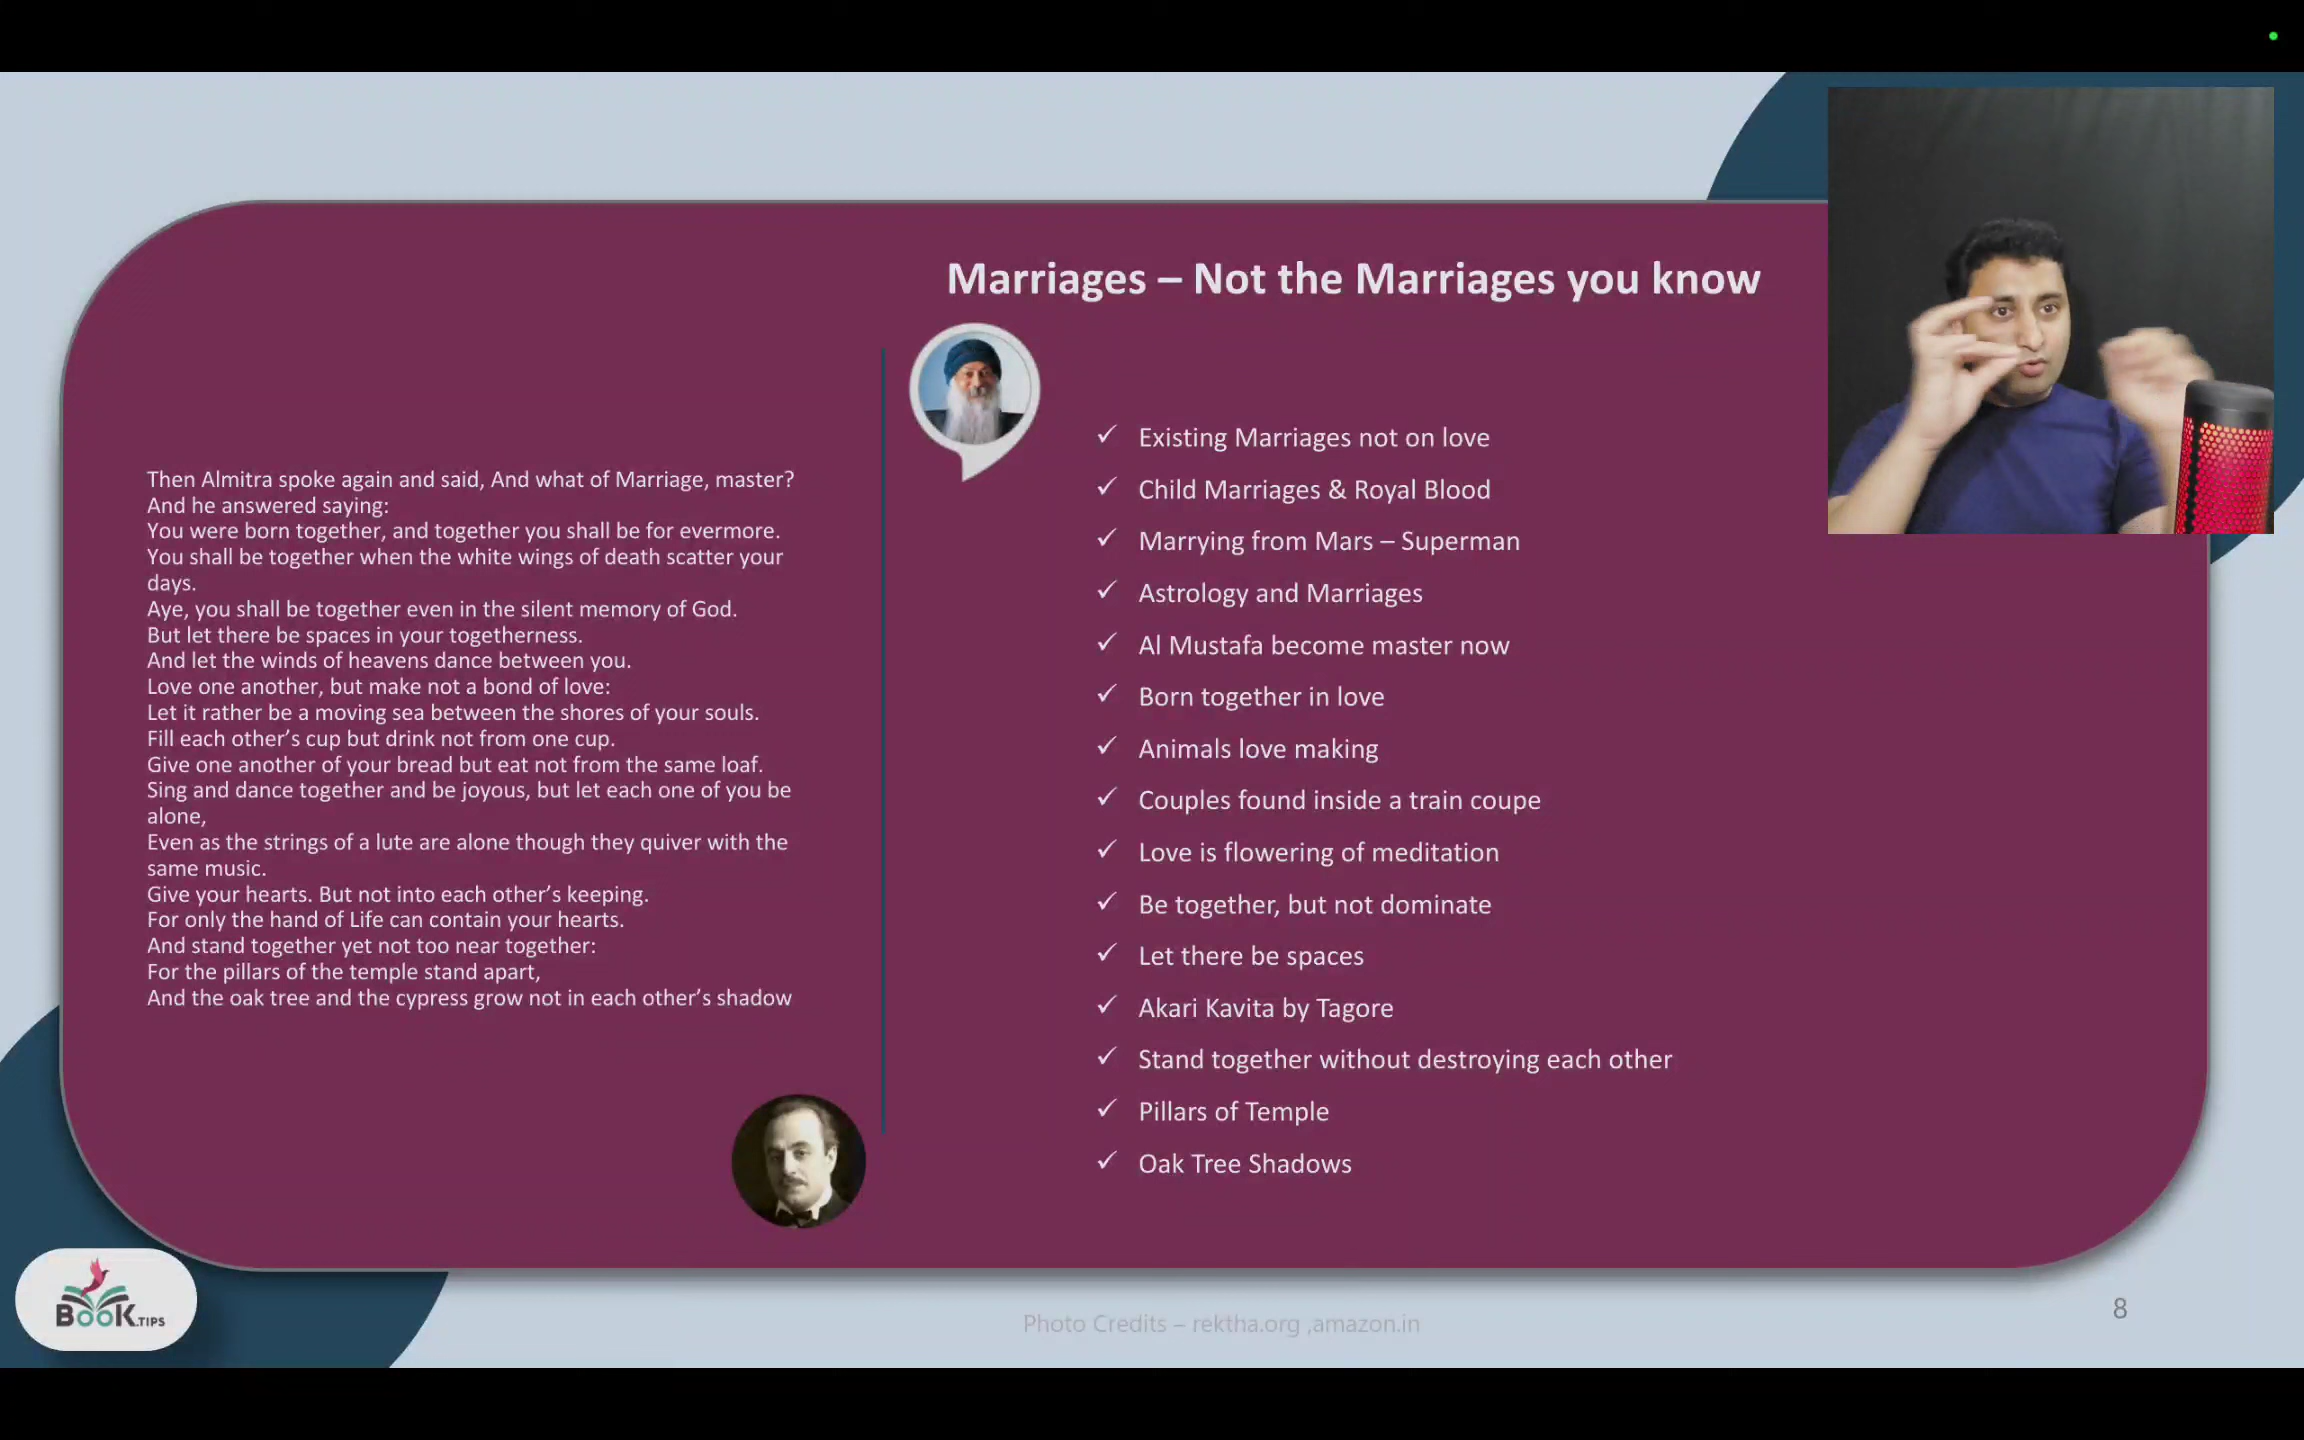 Marriages – Not the Marriages you know
Then Almitra spoke again and said, And what of Marriage, master?
And he answered saying:
You were born together, and together you shall be for evermore.
You shall be together when the white wings of death scatter your
days.
Aye, you shall be together even in the silent memory of God.
But let there be spaces in your togetherness.
And let the winds of heavens dance between you.
Love one another, but make not a bond of love:
Let it rather be a moving sea between the shores of your souls.
Fill each other’s cup but drink not from one cup.
Give one another of your bread but eat not from the same loaf.
Sing and dance together and be joyous, but let each one of you be
alone,
Even as the strings of a lute are alone though they quiver with the
same music.
Give your hearts. But not into each other’s keeping.
For only the hand of Life can contain your hearts.
And stand together yet not too near together:
For the pillars of the temple stand apart,
And the oak tree and the cypress grow not in each other’s shadow
✓ Existing Marriages not on love
✓ Child Marriages & Royal Blood
✓ Marrying from Mars – Superman
✓ Astrology and Marriages
✓ Al Mustafa become master now
✓ Born together in love
✓ Animals love making
✓ Couples found inside a train coupe
✓ Love is flowering of meditation
✓ Be together, but not dominate
✓ Let there be spaces
✓ Akari Kavita by Tagore
✓ Stand together without destroying each other
✓ Pillars of Temple
✓ Oak Tree Shadows
BooK.TIPS
Photo Credits – rektha.org ,amazon.in
8